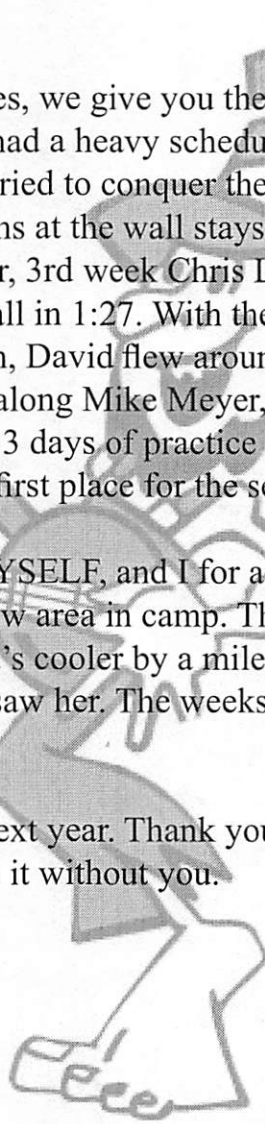 es, we give you the
had a heavy schedu
ried to conquer the
ns at the wall stays
r, 3rd week Chris
all in 1:27. With the
n, David flew aroun
along Mike Meyer,
3 days of practice
first place for the s
YSELF, and I for a
w area in camp. Th
's cooler by a mile
saw her. The weeks
ext year. Thank you
it without you.